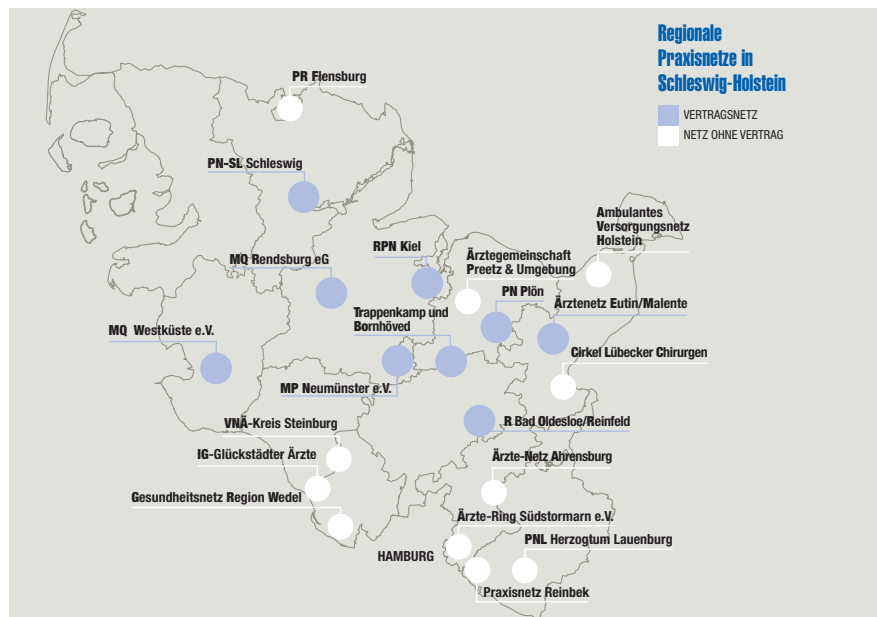 Regionale
Praxisnetze in
Schleswig-Holstein
VERTRAGSNETZ
NETZ OHNE VERTRAG
PR Flensburg
PN-SL Schleswig
Ambulantes
Versorgungsnetz
Holstein
RPN Kiel
Ärztegemeinschaft
Preetz & Umgebung
MQ Rendsburg eG
PN Plön
Ärztenetz Eutin/Malente
Trappenkamp und
Bornhöved
MQ Westküste e.V.
Cirkel Lübecker Chirurgen
MP Neumünster e.V.
VNÄ-Kreis Steinburg
R Bad Oldesloe/Reinfeld
IG-Glückstädter Ärzte
Ärzte-Netz Ahrensburg
Gesundheitsnetz Region Wedel
Ärzte-Ring Südstormarn e.V.
PNL Herzogtum Lauenburg
HAMBURG
Praxisnetz Reinbek